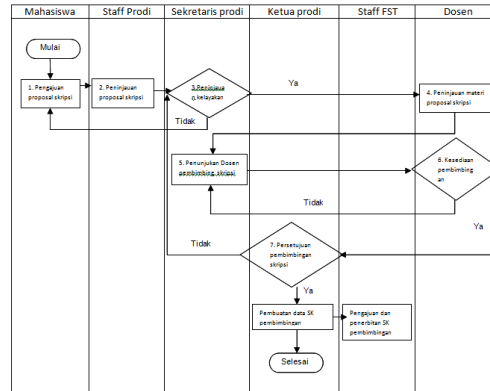 Mahasiswa
Staff Prodi
Sekretaris prodi
Ketua prodi
Staff FST
Dosen
Mulai
1. Pengajuan
proposal skripsi
2. Peninjauan
proposal skripsi
3.Peninjaua
n kelayakan
Ya
4. Peninjauan materi
proposal skripsi
Tidak
5. Penunjukan Dosen
pembimbing skripsi
6. Kesediaan
pembimbing
an
Tidak
Ya
Tidak
7. Persetujuan
pembimbingan
skripsi
Ya
Pembuatan data SK
pembimbingan
Pengajuan dan
penerbitan SK
pembimbingan
Selesai